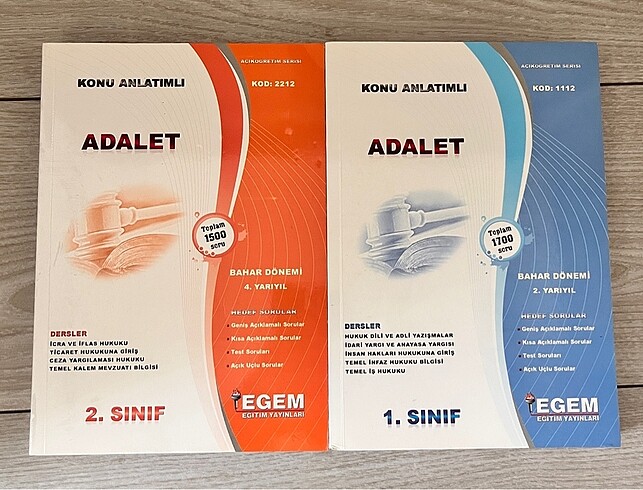 KONU ANLATIMLI
AÇIKÖĞRETİM SERİSİ
KOD: 2212
ADALET
Toplam
1500
soru
BAHAR DÖNEMİ
4. YARIYIL
HEDEF SORULAR
• Geniş Açıklamalı Sorular
• Kısa Açıklamalı Sorular
• Test Soruları
• Açık Uçlu Sorular
DERSLER
İCRA VE İFLAS HUKUKU
TİCARET HUKUKUNA GİRİŞ
CEZA YARGILAMASI HUKUKU
TEMEL KALEM MEVZUATI BİLGİSİ
2. SINIF
EGEM
EĞİTİM YAYINLARI
KONU ANLATIMLI
AÇIKÖĞRETİM SERİSİ
KOD: 1112
ADALET
Toplam
1700
soru
BAHAR DÖNEMİ
2. YARIYIL
HEDEF SORULAR
• Geniş Açıklamalı Sorular
• Kısa Açıklamalı Sorular
• Test Soruları
• Açık Uçlu Sorular
DERSLER
HUKUK DİLİ VE ADLİ YAZIŞMALAR
İDARİ YARGI VE ANAYASA YARGISI
İNSAN HAKLARI HUKUKUNA GİRİŞ
TEMEL İNFAZ HUKUKU BİLGİSİ
TEMEL İŞ HUKUKU
1. SINIF
EGEM
EĞİTİM YAYINLARI